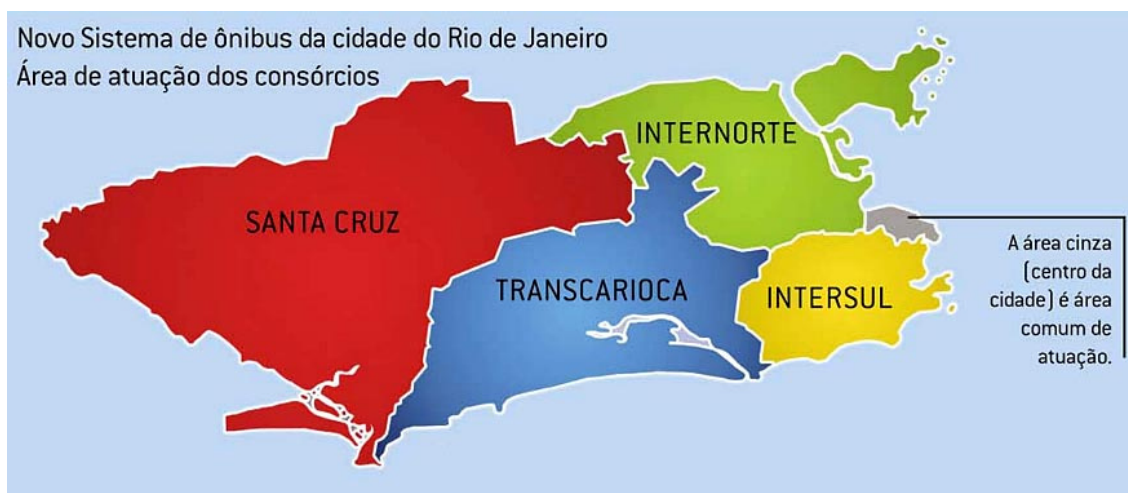 Novo Sistema de ônibus da cidade do Rio de Janeiro
Área de atuação dos consórcios
INTERNORTE
SANTA CRUZ
TRANSCARIOCA
INTERSUL
A área cinza
(centro da
cidade) é área
comum de
atuação.